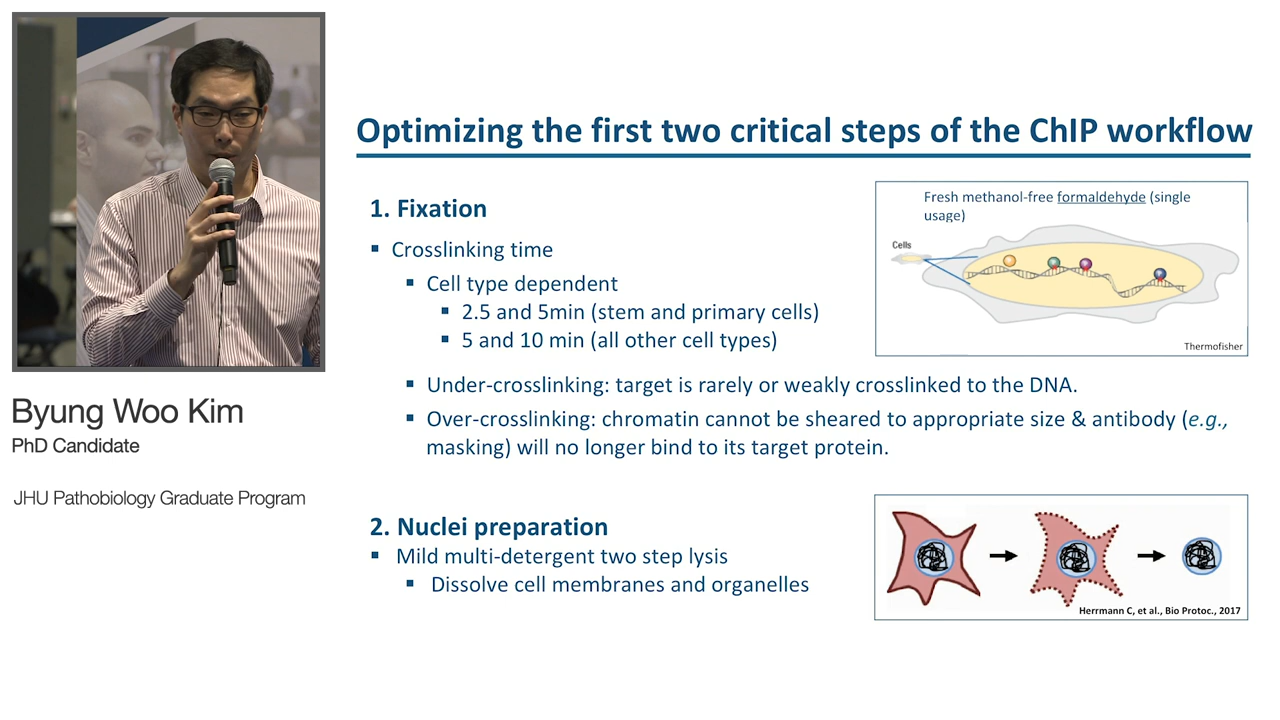 Optimizing the first two critical steps of the ChIP workflow
1. Fixation
▪ Crosslinking time
▪ Cell type dependent
▪ 2.5 and 5min (stem and primary cells)
▪ 5 and 10 min (all other cell types)
▪ Under-crosslinking: target is rarely or weakly crosslinked to the DNA.
▪ Over-crosslinking: chromatin cannot be sheared to appropriate size & antibody (e.g.,
masking) will no longer bind to its target protein.
Fresh methanol-free formaldehyde (single
usage)
Cells
Thermofisher
2. Nuclei preparation
▪ Mild multi-detergent two step lysis
▪ Dissolve cell membranes and organelles
Herrmann C, et al., Bio Protoc., 2017
Byung Woo Kim
PhD Candidate
JHU Pathobiology Graduate Program